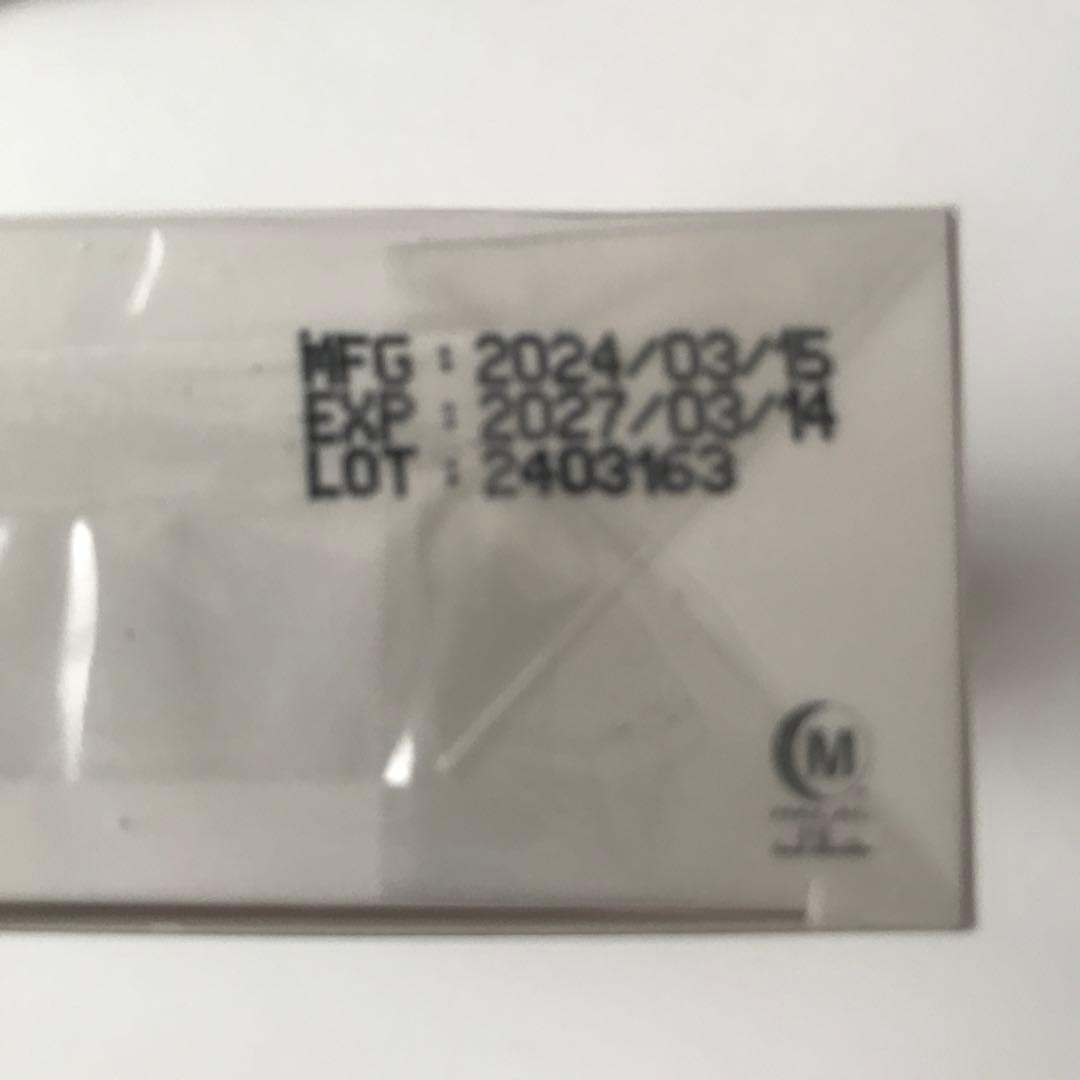 MFG : 2024/03/15
EXP : 2027/03/14
LOT : 2403163
M